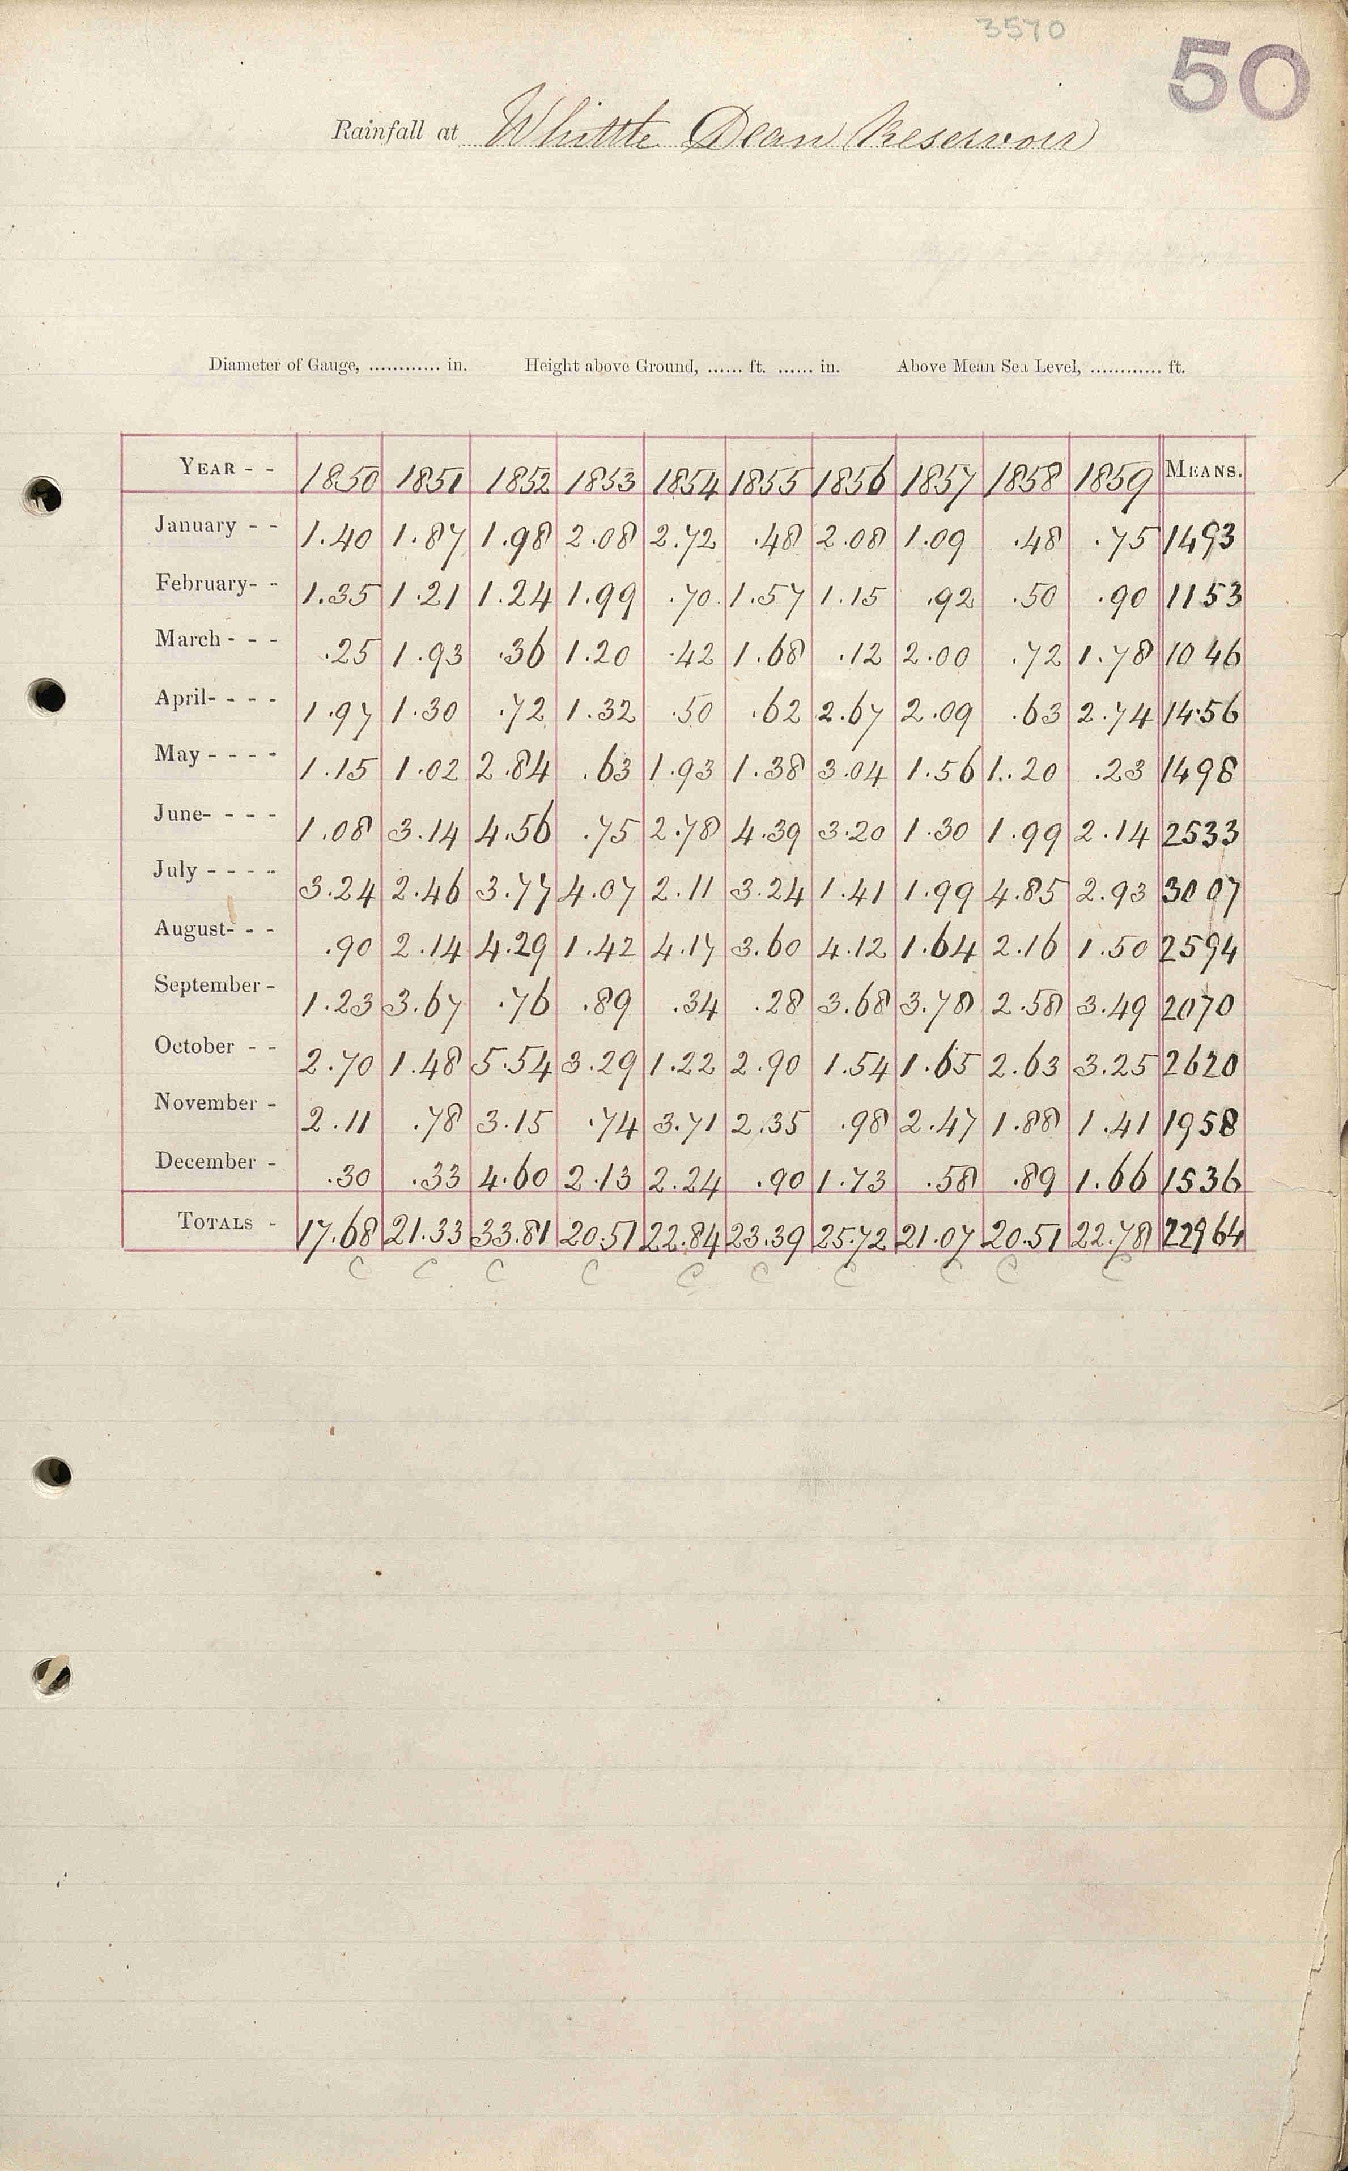 3570
50
Rainfall at Whittle Dean Reservoir
Diameter of Gauge, ............ in. Height above Ground, ...... ft. ...... in. Above Mean Sea Level, ............ ft.
YEAR - - 1850 1851 1852 1853 1854 1855 1856 1857 1858 1859 MEANS.
January - - 1.40 1.87 1.98 2.08 2.72 .48 2.08 1.09 .48 .75 1493
February- - 1.35 1.21 1.24 1.99 .70 1.57 1.15 .92 .50 .90 1153
March - - - .25 1.93 .36 1.20 .42 1.68 .12 2.00 .72 1.78 1046
April- - - - 1.97 1.30 .72 1.32 .50 .62 2.67 2.09 .63 2.74 1456
May - - - - 1.15 1.02 2.84 .63 1.93 1.38 3.04 1.56 1.20 .23 1498
June- - - - 1.08 3.14 4.56 .75 2.78 4.39 3.20 1.30 1.99 2.14 2533
July - - - - 3.24 2.46 3.77 4.07 2.11 3.24 1.41 1.99 4.85 2.93 3007
August- - - .90 2.14 4.29 1.42 4.17 3.60 4.12 1.64 2.16 1.50 2594
September - 1.23 3.67 .76 .89 .34 .28 3.68 3.78 2.58 3.49 2070
October - - 2.70 1.48 5.54 3.29 1.22 2.90 1.54 1.65 2.63 3.25 2620
November - 2.11 .78 3.15 .74 3.71 2.35 .98 2.47 1.88 1.41 1958
December - .30 .33 4.60 2.13 2.24 .90 1.73 .58 .89 1.66 1536
TOTALS - 17.68 21.33 33.81 20.51 22.84 23.39 25.72 21.07 20.51 22.78 22964
C C C C C C C C C C